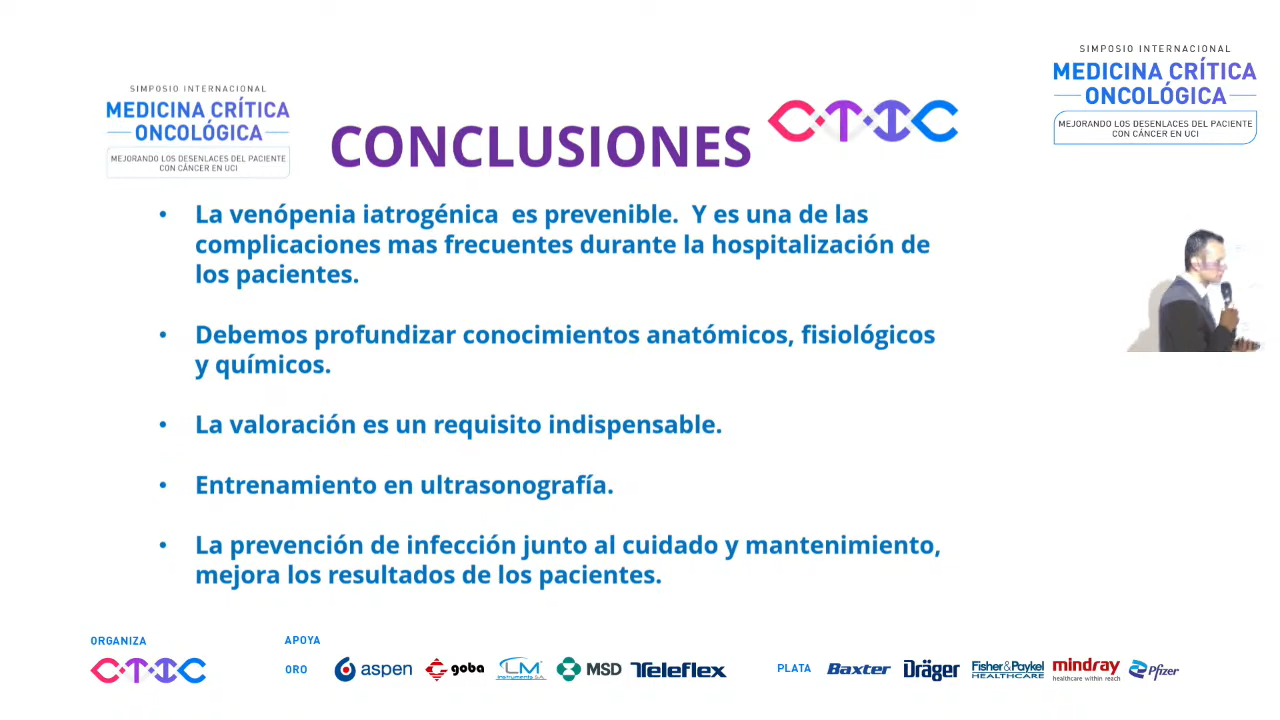 SIMPOSIO INTERNACIONAL
MEDICINA CRÍTICA
ONCOLÓGICA
MEJORANDO LOS DESENLACES DEL PACIENTE
CON CÁNCER EN UCI
CONCLUSIONES
CTIC
SIMPOSIO INTERNACIONAL
MEDICINA CRÍTICA
ONCOLÓGICA
MEJORANDO LOS DESENLACES DEL PACIENTE
CON CÁNCER EN UCI
• La venópenia iatrogénica es prevenible. Y es una de las
complicaciones mas frecuentes durante la hospitalización de
los pacientes.
• Debemos profundizar conocimientos anatómicos, fisiológicos
y químicos.
• La valoración es un requisito indispensable.
• Entrenamiento en ultrasonografía.
• La prevención de infección junto al cuidado y mantenimiento,
mejora los resultados de los pacientes.
ORGANIZA
CTIC
APOYA
ORO
aspen
goba
LM
Instruments S.A.
MSD
Teleflex
PLATA
Baxter
Dräger
Fisher & Paykel
HEALTHCARE
mindray
healthcare within reach
Pfizer